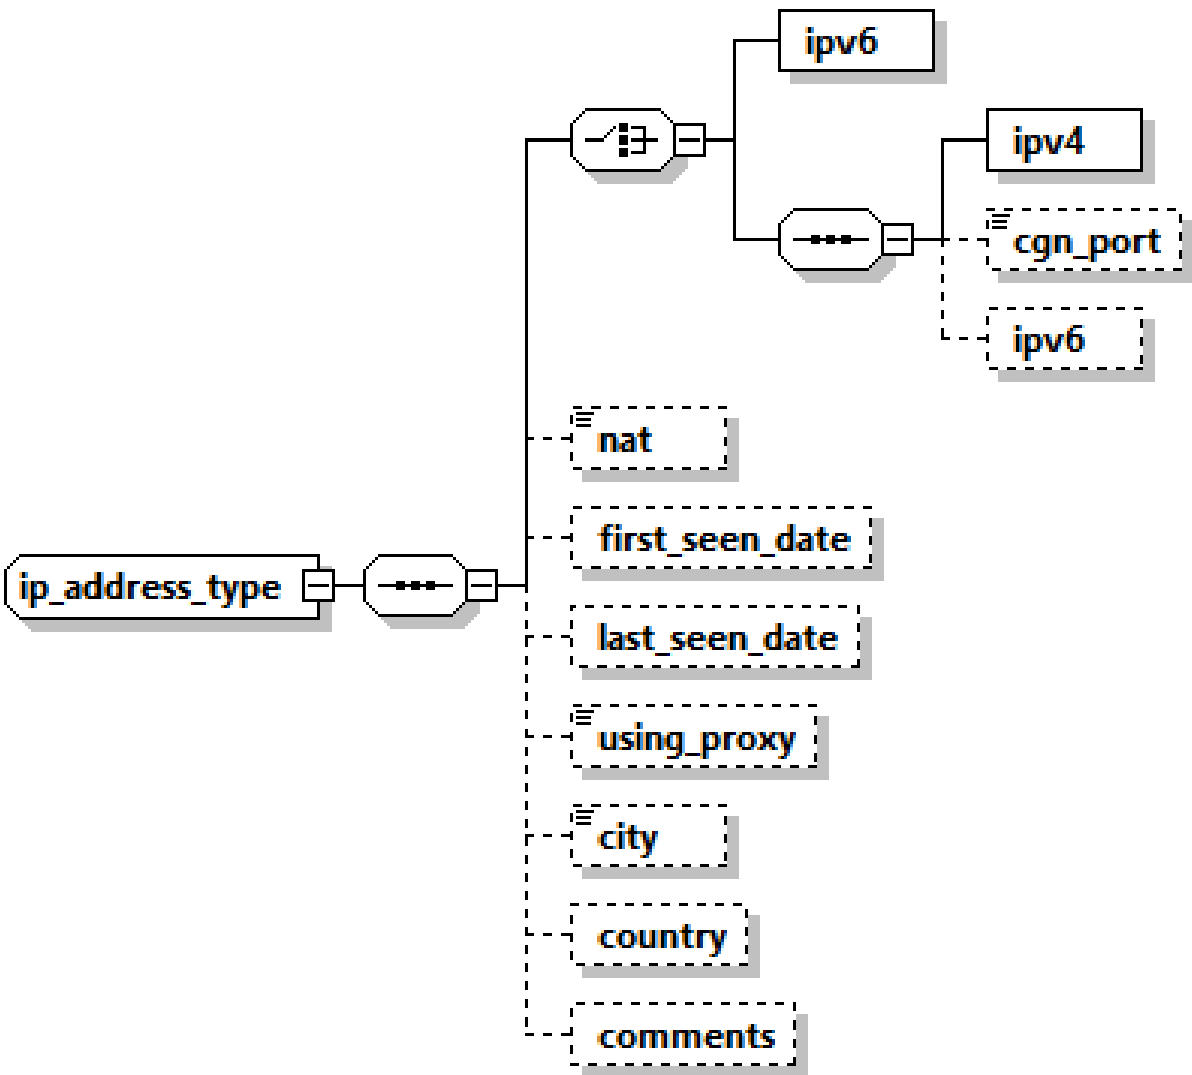 ipv6
ipv4
cgn_port
ipv6
nat
first_seen_date
ip_address_type
last_seen_date
using_proxy
city
country
comments